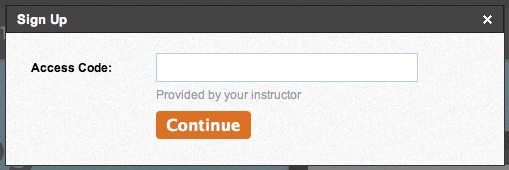 Sign Up
Access Code:
Provided by your instructor
Continue